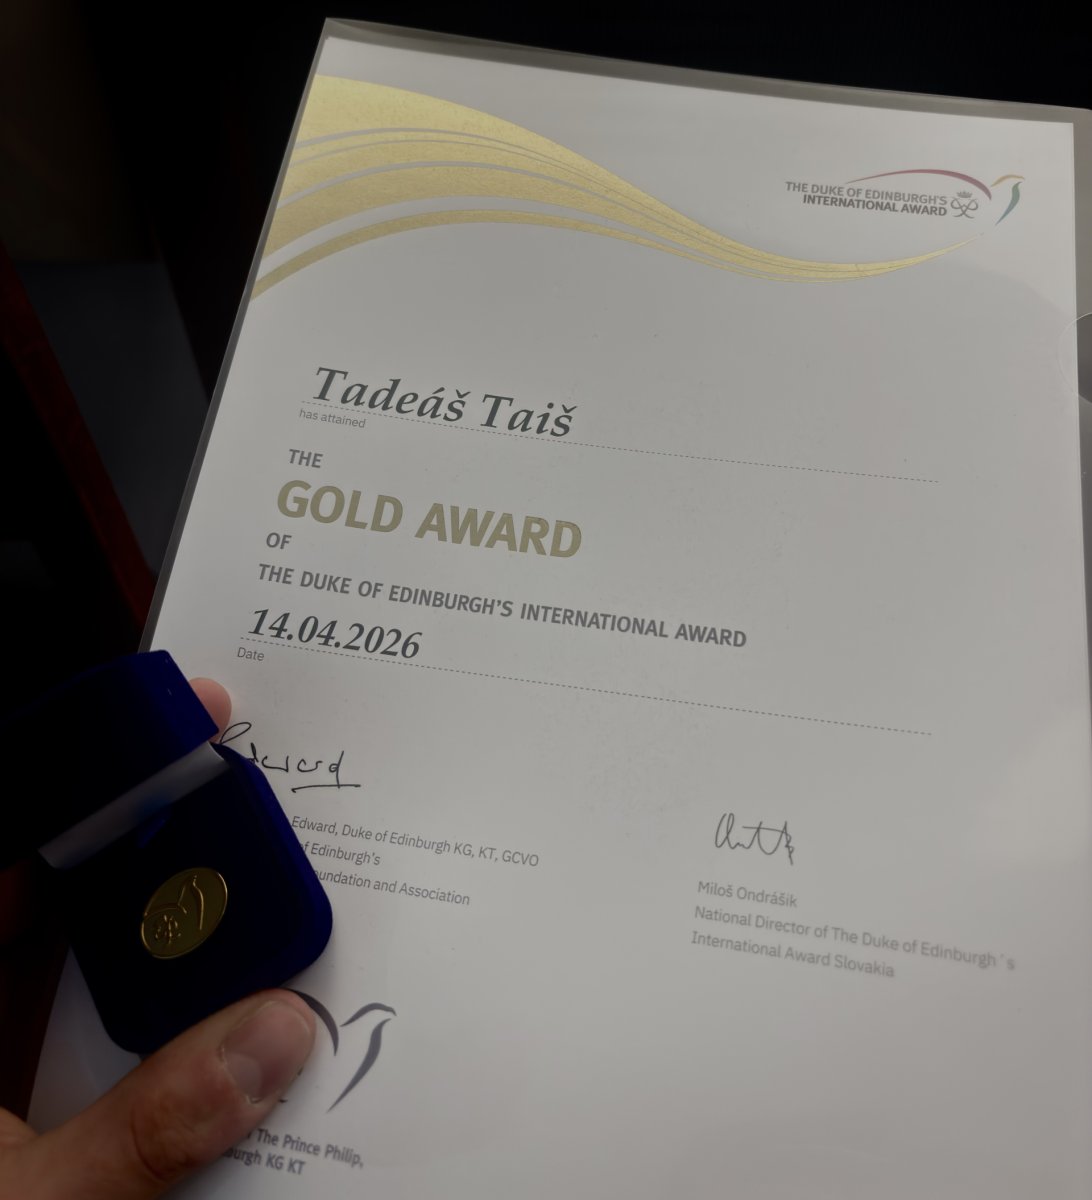 THE DUKE OF EDINBURGH'S
INTERNATIONAL AWARD
Tadeáš Taiš
has attained
THE
GOLD AWARD
OF
THE DUKE OF EDINBURGH'S INTERNATIONAL AWARD
14.04.2026
Date
Edward
Edward, Duke of Edinburgh KG, KT, GCVO
of Edinburgh's
Foundation and Association
Miloš Ondrášik
National Director of The Duke of Edinburgh´s
International Award Slovakia
The Prince Philip,
KG KT